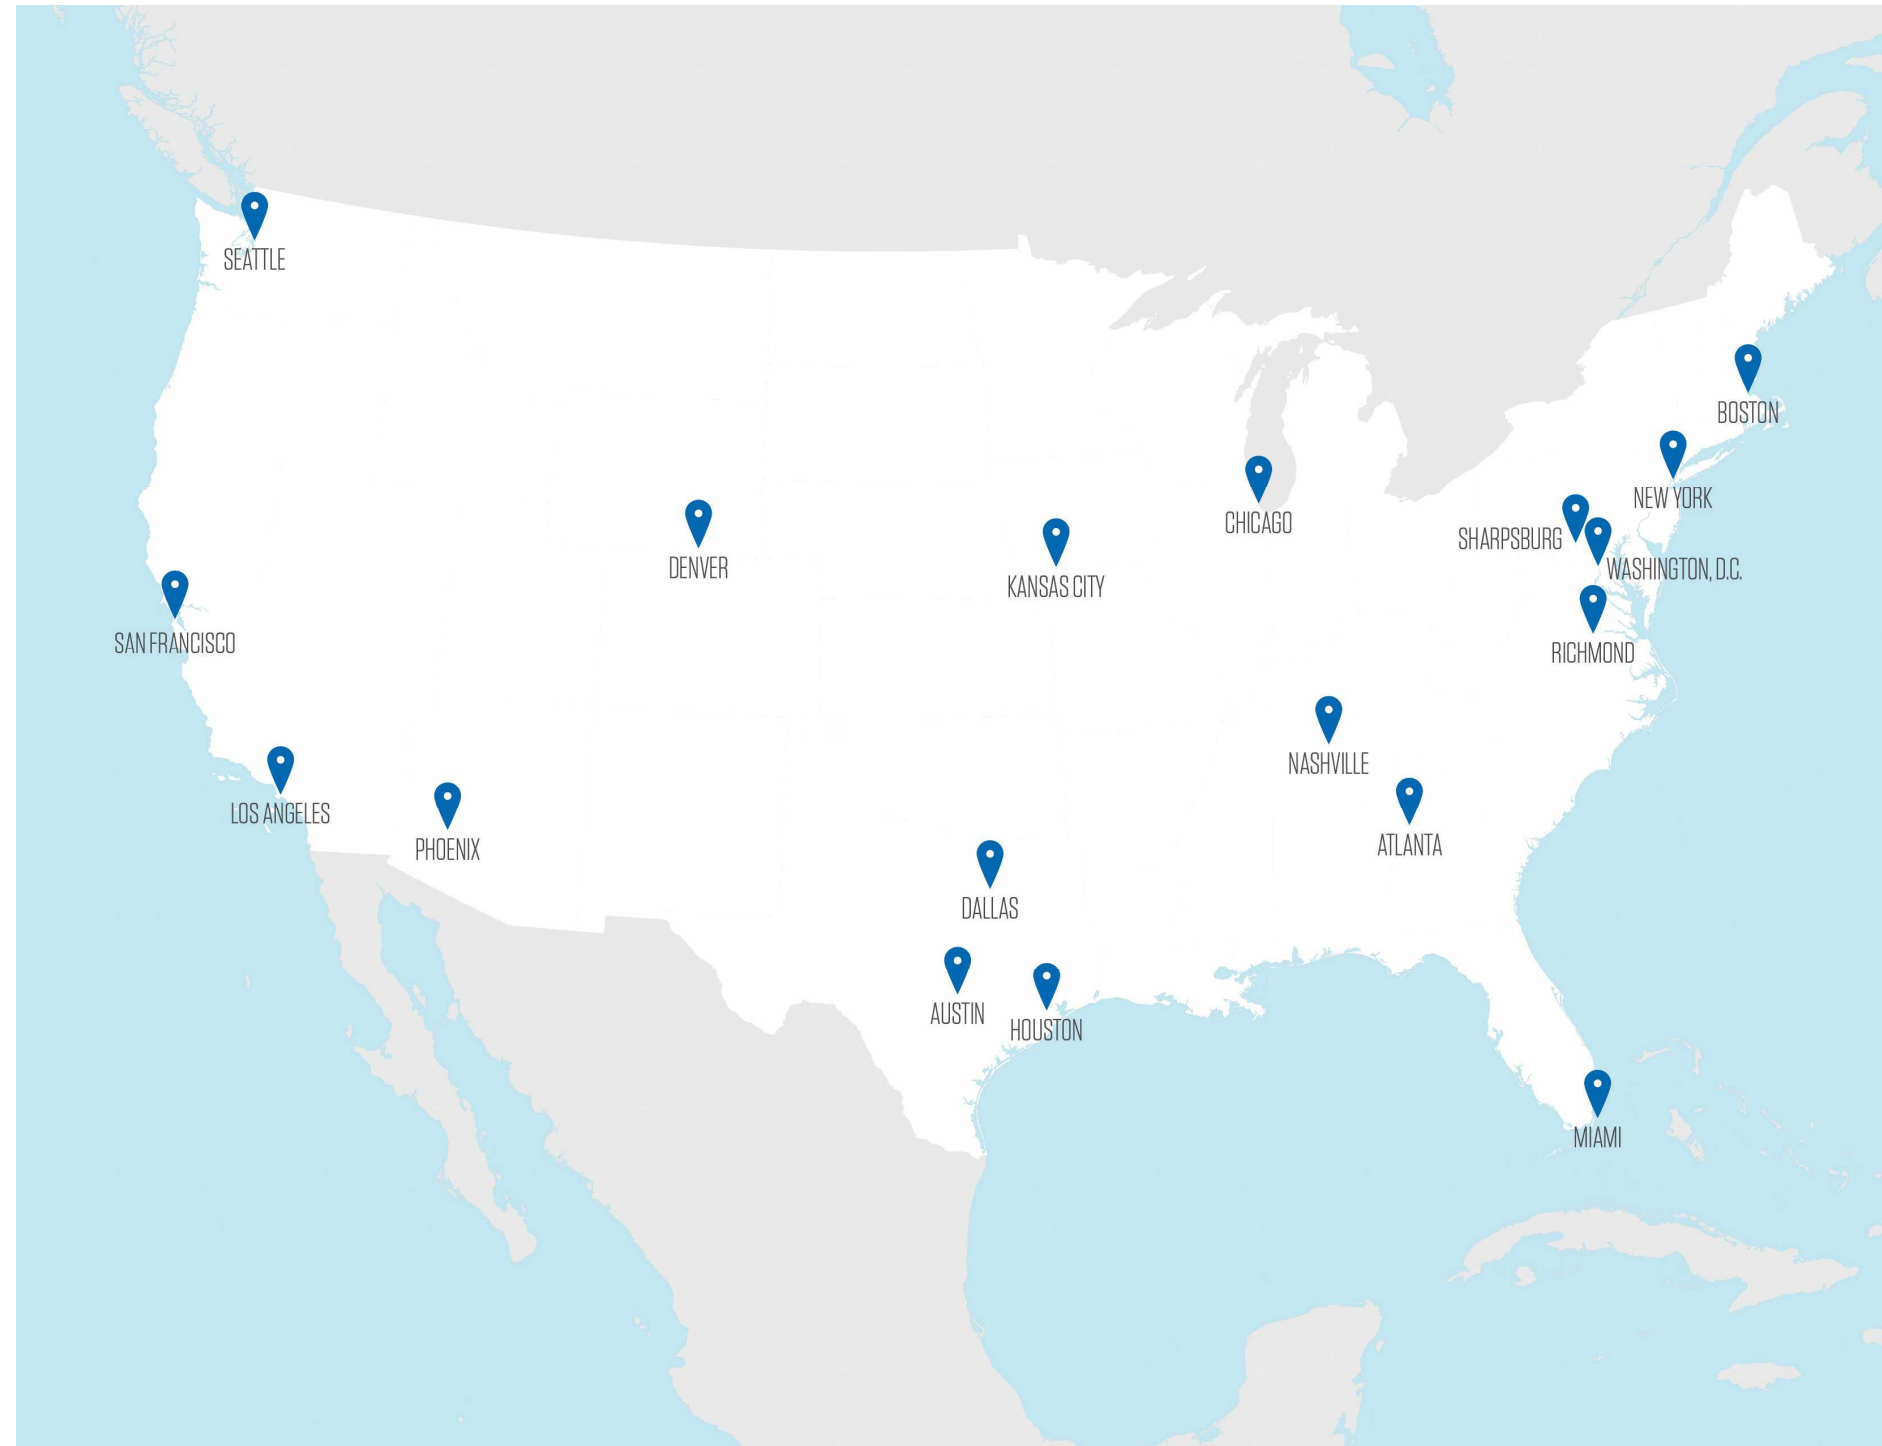 SEATTLE
BOSTON
NEW YORK
CHICAGO
SHARPSBURG
DENVER
WASHINGTON, D.C.
KANSAS CITY
SAN FRANCISCO
RICHMOND
NASHVILLE
LOS ANGELES
ATLANTA
PHOENIX
DALLAS
AUSTIN
HOUSTON
MIAMI